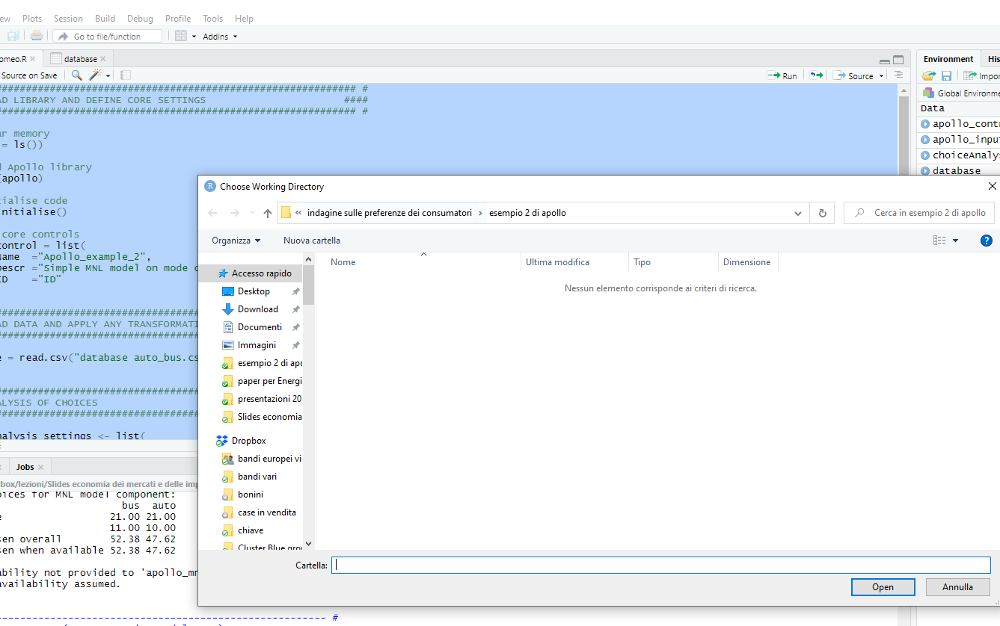 ew Plots Session Build Debug Profile Tools Help
Go to file/function Addins
omeo.R database Environment His
Source on Save Run Source Impor
############################################################ # Global Environme
AD LIBRARY AND DEFINE CORE SETTINGS #### Data
############################################################ # apollo_contr
ar memory apollo_inpu
= ls()) choiceAnalys
d Apollo library database
(apollo)
tialise code
nitialise()
core controls
control = list(
Name ="Apollo_example_2",
Descr ="Simple MNL model on mode c
ID ="ID"
##################################
AD DATA AND APPLY ANY TRANSFORMATI
##################################
e = read.csv("database auto_bus.cs
##################################
ALYSIS OF CHOICES
##################################
nalysis_settings <- list(
Jobs
box/lezioni/Slides economia dei mercati e delle imp
oices for MNL model component:
bus auto
e 21.00 21.00
11.00 10.00
sen overall 52.38 47.62
sen when available 52.38 47.62
ability not provided to 'apollo_mn
availability assumed.
------------------------------------------------------- #
R Choose Working Directory
« indagine sulle preferenze dei consumatori › esempio 2 di apollo
Cerca in esempio 2 di apollo
Organizza Nuova cartella ?
Nome Ultima modifica Tipo Dimensione
Nessun elemento corrisponde ai criteri di ricerca.
Accesso rapido
Desktop
Download
Documenti
Immagini
esempio 2 di apo
paper per Energi
presentazioni 20
Slides economia
Dropbox
bandi europei vi
bandi vari
bonini
case in vendita
chiave
Cluster Blue grov
Cartella:
Open Annulla